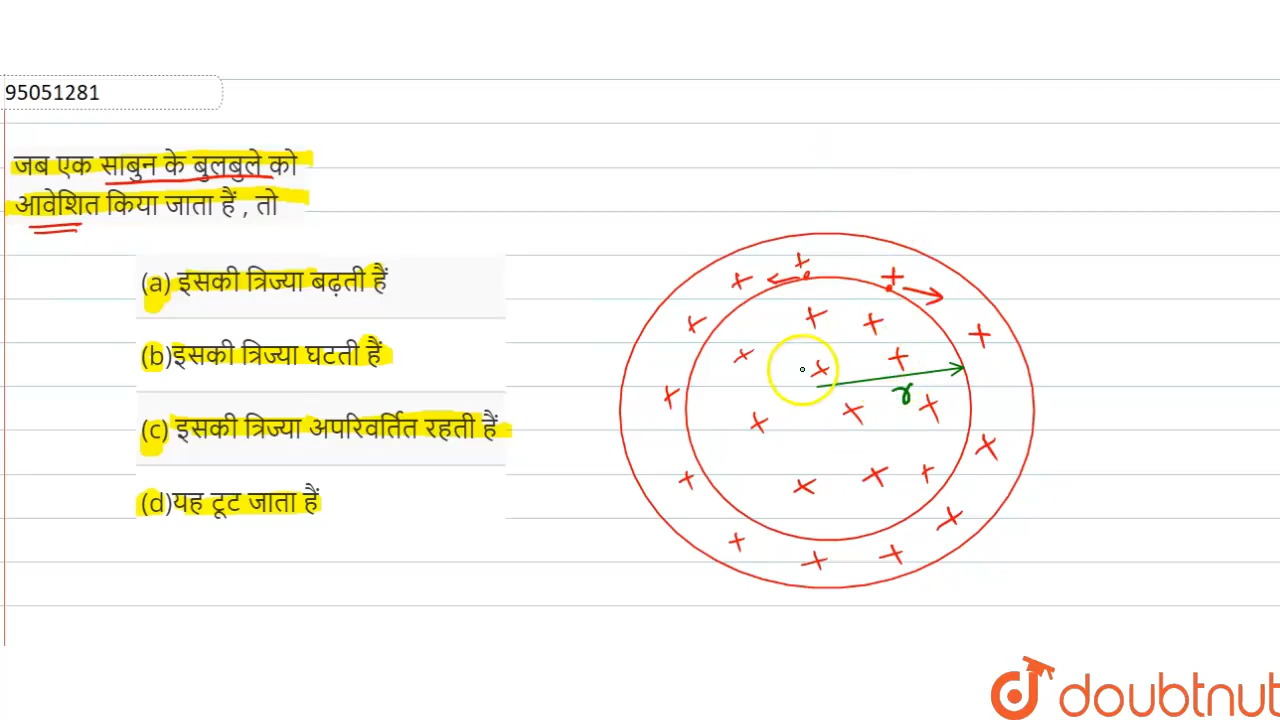 95051281
जब एक साबुन के बुलबुले को
आवेशित किया जाता हैं , तो
(a) इसकी त्रिज्या बढ़ती हैं
(b)इसकी त्रिज्या घटती हैं
(c) इसकी त्रिज्या अपरिवर्तित रहती हैं
(d)यह टूट जाता हैं
r
doubtnut